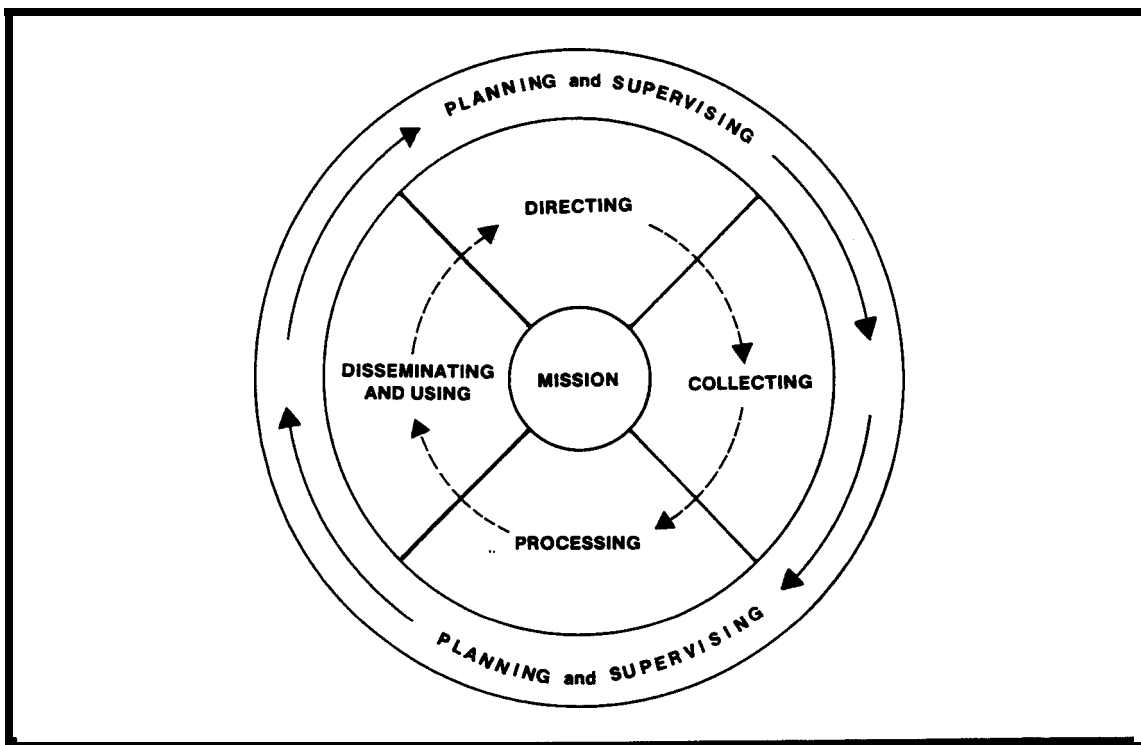 PLANNING and SUPERVISING
DIRECTING
DISSEMINATING
AND USING
MISSION
COLLECTING
PROCESSING
PLANNING and SUPERVISING